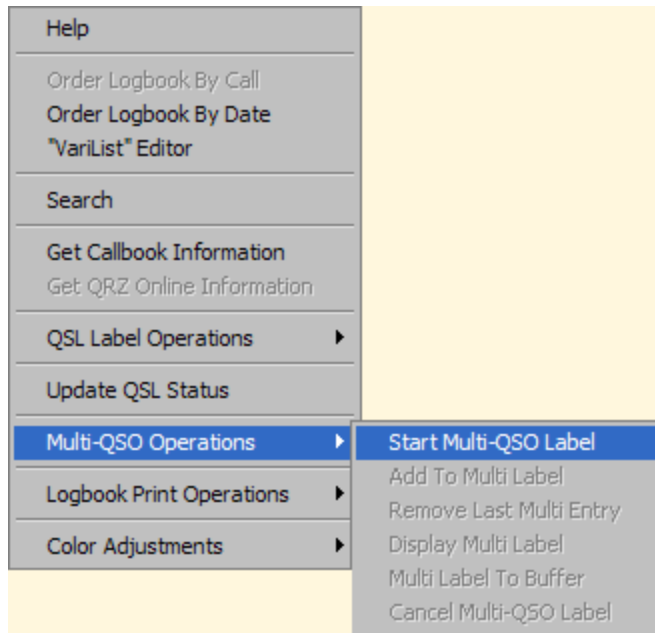 Help
Order Logbook By Call
Order Logbook By Date
"VariList" Editor
Search
Get Callbook Information
Get QRZ Online Information
QSL Label Operations
Update QSL Status
Multi-QSO Operations
Start Multi-QSO Label
Add To Multi Label
Remove Last Multi Entry
Display Multi Label
Multi Label To Buffer
Cancel Multi-QSO Label
Logbook Print Operations
Color Adjustments